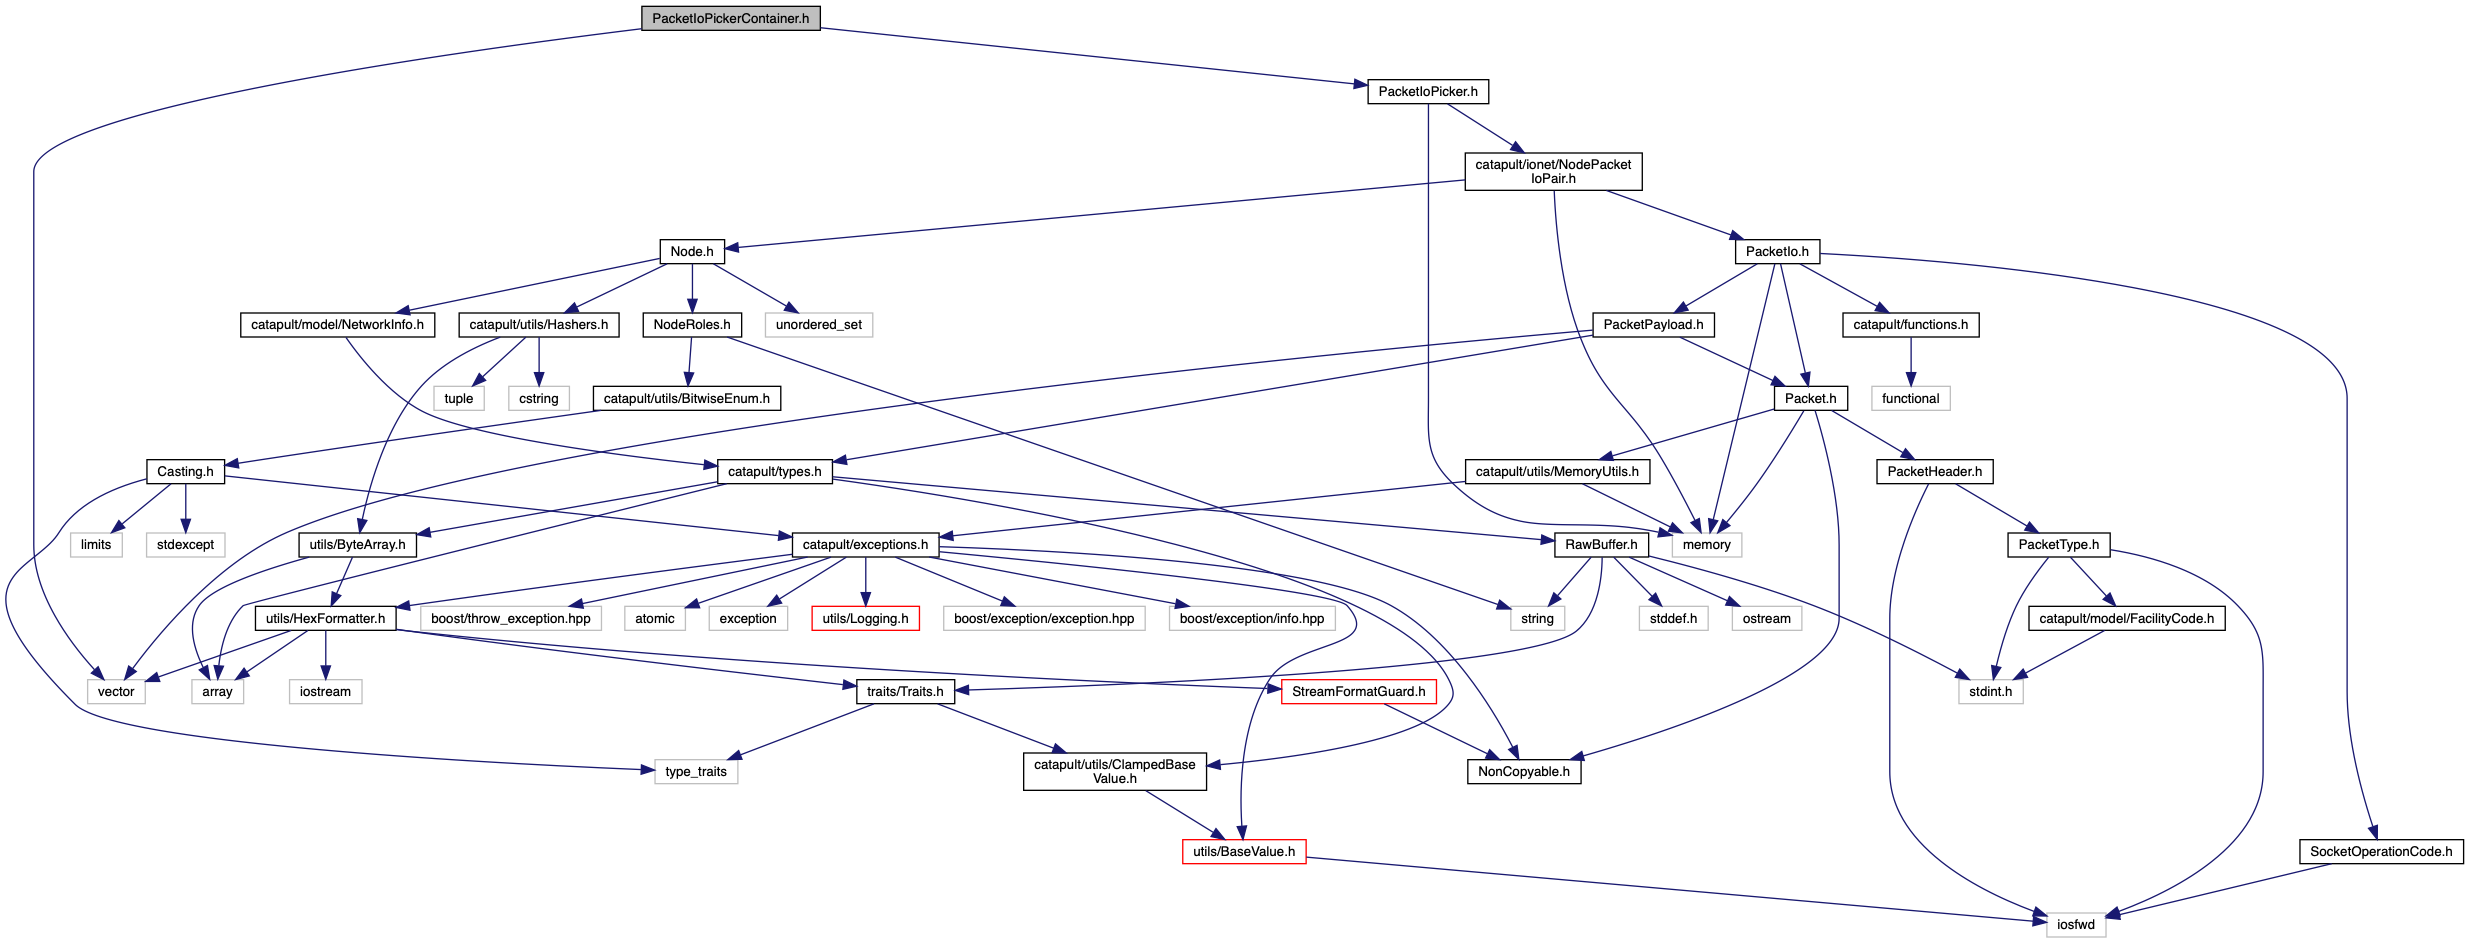 PacketIoPickerContainer.h
PacketIoPicker.h
catapult/ionet/NodePacket
IoPair.h
Node.h
PacketIo.h
catapult/model/NetworkInfo.h
catapult/utils/Hashers.h
NodeRoles.h
unordered_set
PacketPayload.h
catapult/functions.h
tuple
cstring
catapult/utils/BitwiseEnum.h
Packet.h
functional
Casting.h
catapult/types.h
catapult/utils/MemoryUtils.h
PacketHeader.h
limits
stdexcept
utils/ByteArray.h
catapult/exceptions.h
RawBuffer.h
memory
PacketType.h
utils/HexFormatter.h
boost/throw_exception.hpp
atomic
exception
utils/Logging.h
boost/exception/exception.hpp
boost/exception/info.hpp
string
stddef.h
ostream
catapult/model/FacilityCode.h
vector
array
iostream
traits/Traits.h
StreamFormatGuard.h
stdint.h
type_traits
catapult/utils/ClampedBase
Value.h
NonCopyable.h
utils/BaseValue.h
SocketOperationCode.h
iosfwd